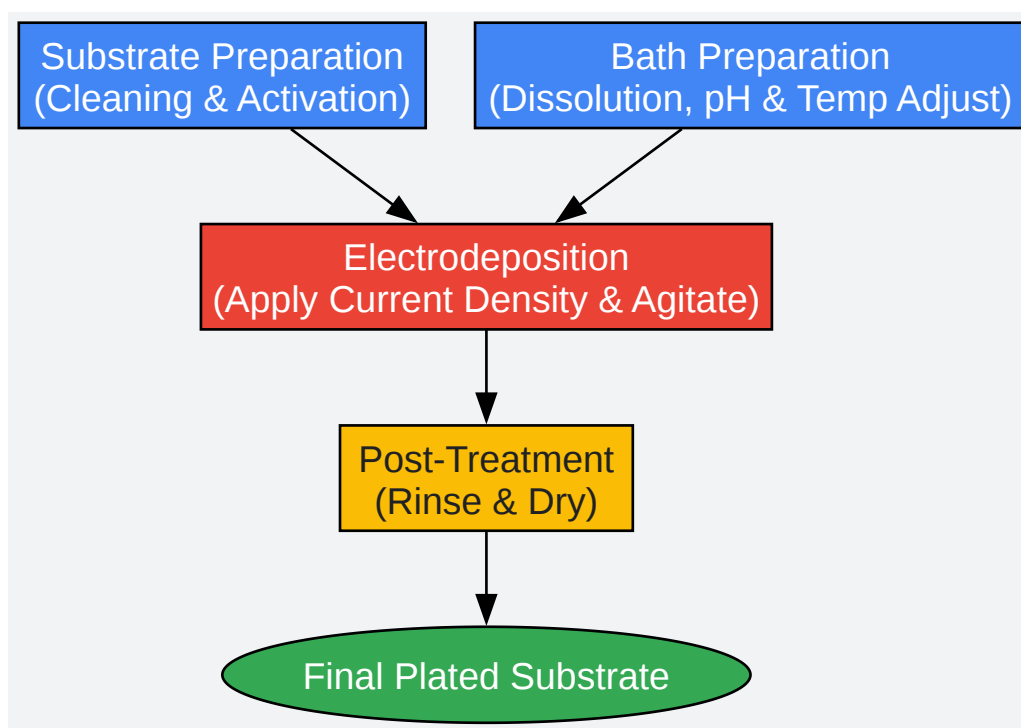 Substrate Preparation
(Cleaning & Activation)
Bath Preparation
(Dissolution, pH & Temp Adjust)
Electrodeposition
(Apply Current Density & Agitate)
Post-Treatment
(Rinse & Dry)
Final Plated Substrate